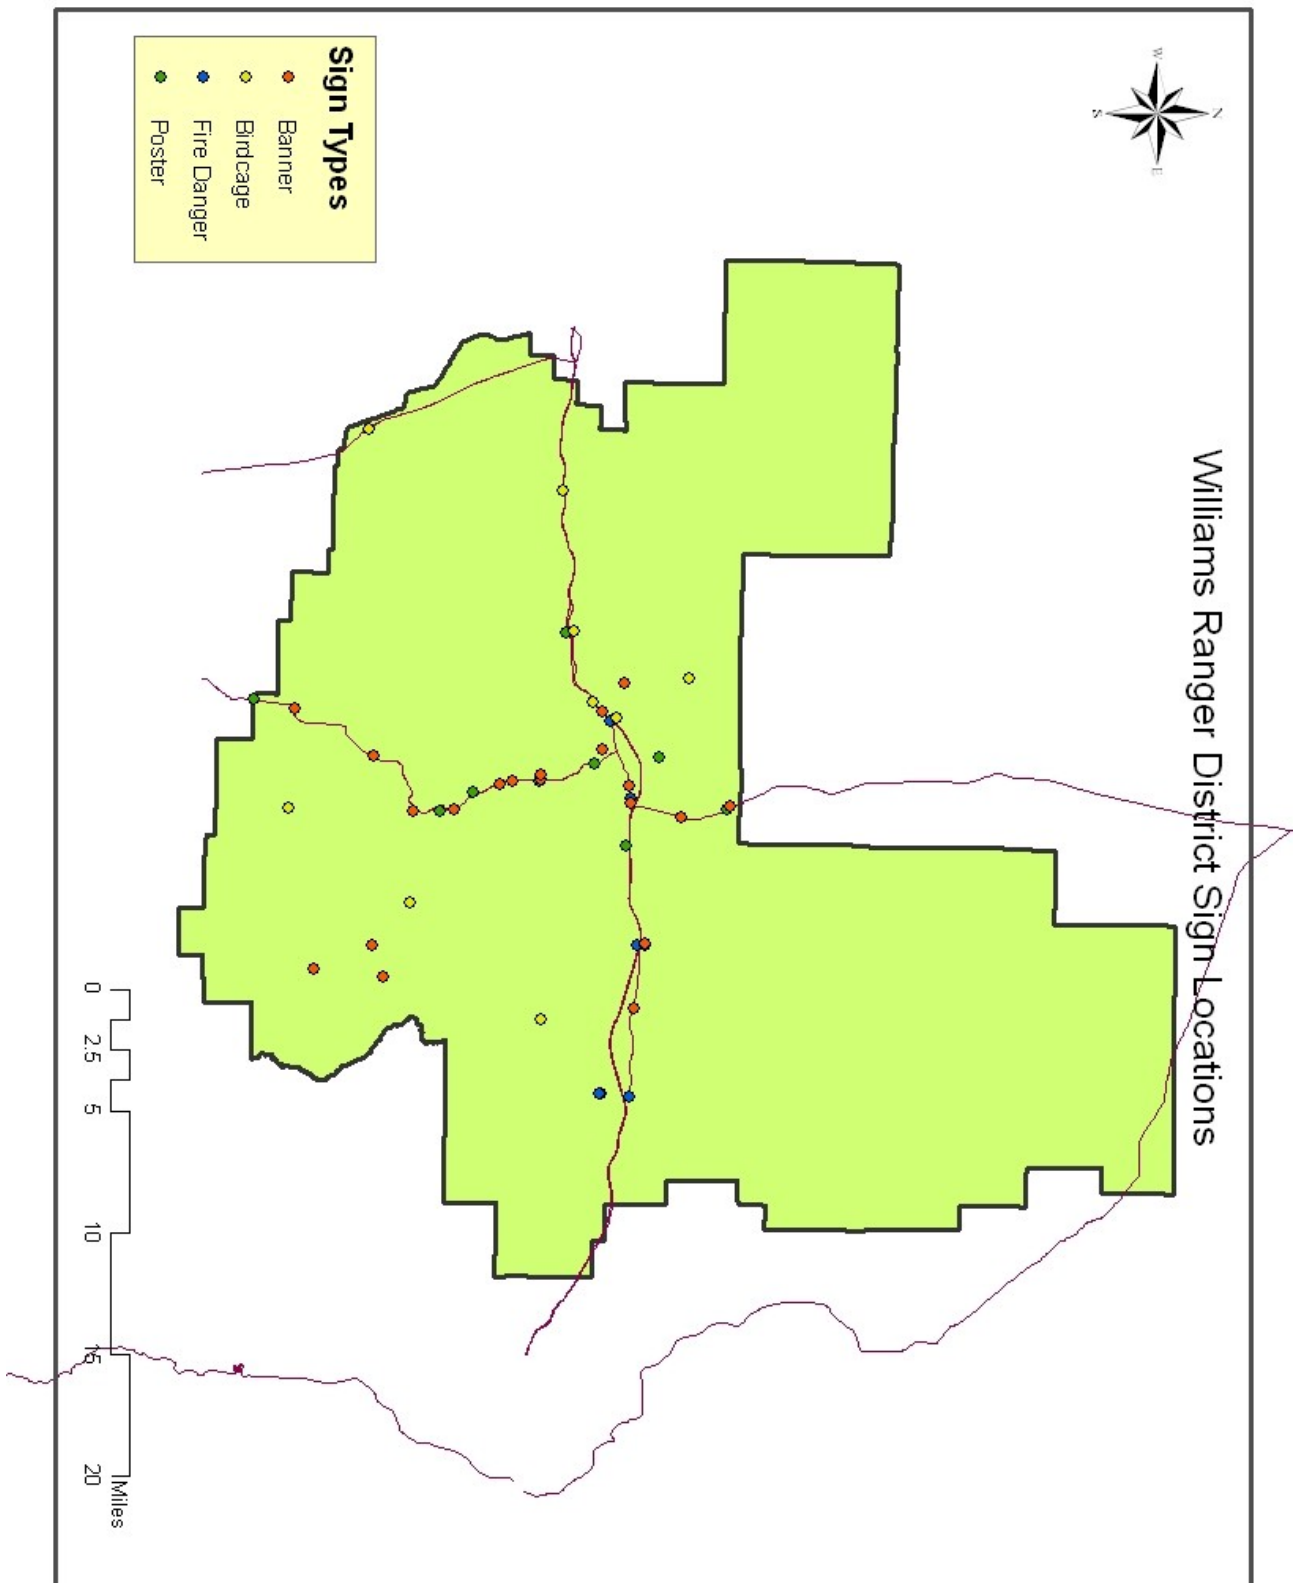 Williams Ranger District Sign Locations
N
W
E
S
Sign Types
Banner
Birdcage
Fire Danger
Poster
0 2.5 5 10 15 20
Miles